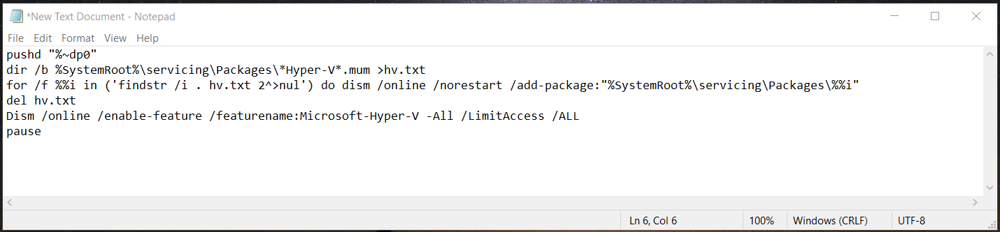 *New Text Document - Notepad
File Edit Format View Help
pushd "%~dp0"
dir /b %SystemRoot%\servicing\Packages\*Hyper-V*.mum >hv.txt
for /f %%i in ('findstr /i . hv.txt 2^>nul') do dism /online /norestart /add-package:"%SystemRoot%\servicing\Packages\%%i"
del hv.txt
Dism /online /enable-feature /featurename:Microsoft-Hyper-V -All /LimitAccess /ALL
pause
Ln 6, Col 6 100% Windows (CRLF) UTF-8